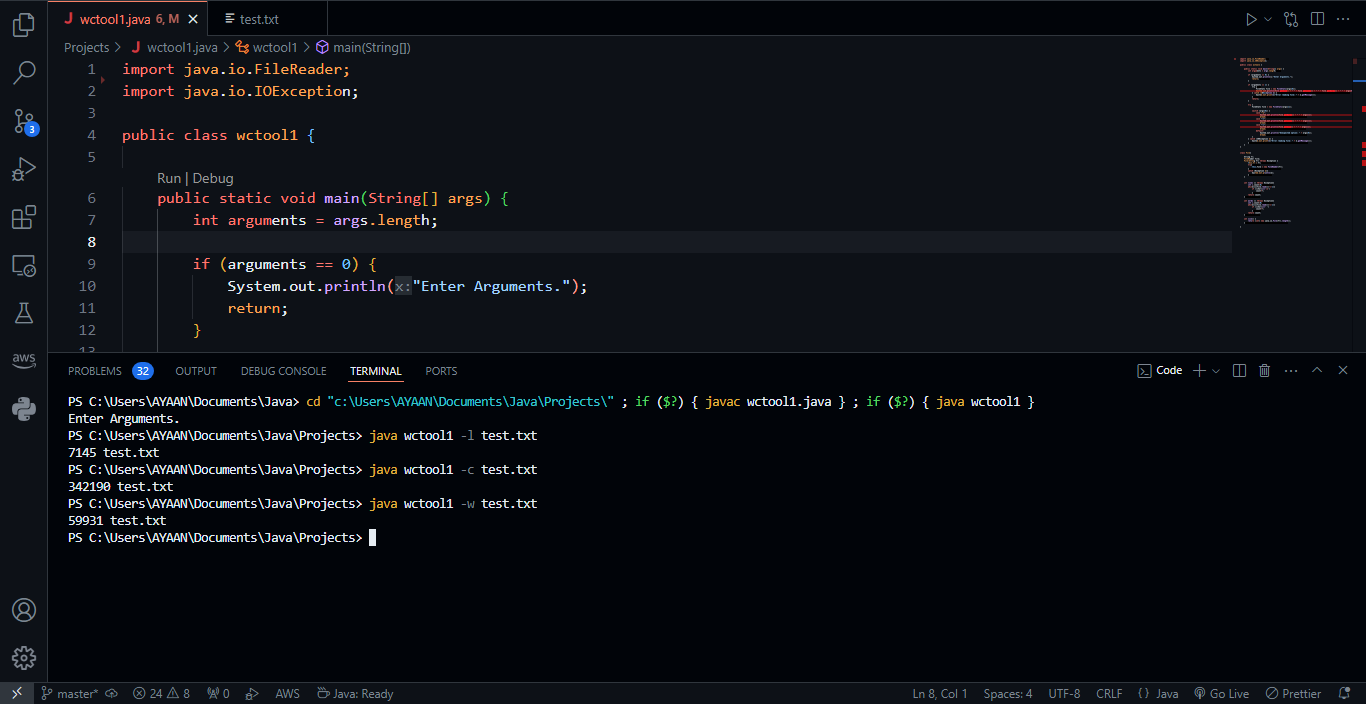 wctool1.java 6, M
test.txt
Projects > wctool1.java > wctool1 > main(String[])
1 import java.io.FileReader;
2 import java.io.IOException;
3
4 public class wctool1 {
5
Run | Debug
6 public static void main(String[] args) {
7 int arguments = args.length;
8
9 if (arguments == 0) {
10 System.out.println(x:"Enter Arguments.");
11 return;
12 }
13
PROBLEMS 32 OUTPUT DEBUG CONSOLE TERMINAL PORTS
Code
PS C:\Users\AYAAN\Documents\Java> cd "c:\Users\AYAAN\Documents\Java\Projects\" ; if ($?) { javac wctool1.java } ; if ($?) { java wctool1 }
Enter Arguments.
PS C:\Users\AYAAN\Documents\Java\Projects> java wctool1 -l test.txt
7145 test.txt
PS C:\Users\AYAAN\Documents\Java\Projects> java wctool1 -c test.txt
342190 test.txt
PS C:\Users\AYAAN\Documents\Java\Projects> java wctool1 -w test.txt
59931 test.txt
PS C:\Users\AYAAN\Documents\Java\Projects>
3
aws
master* 24 8 0 AWS Java: Ready
Ln 8, Col 1 Spaces: 4 UTF-8 CRLF {} Java Go Live Prettier